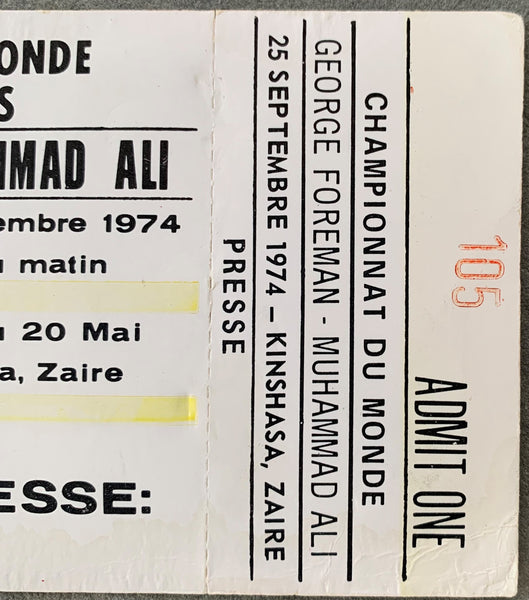 ONDE
S
MMAD ALI
embre 1974
u matin
u 20 Mai
a, Zaire
ESSE:
PRESSE
25 SEPTEMBRE 1974 – KINSHASA, ZAIRE
GEORGE FOREMAN - MUHAMMAD ALI
CHAMPIONNAT DU MONDE
105
ADMIT ONE